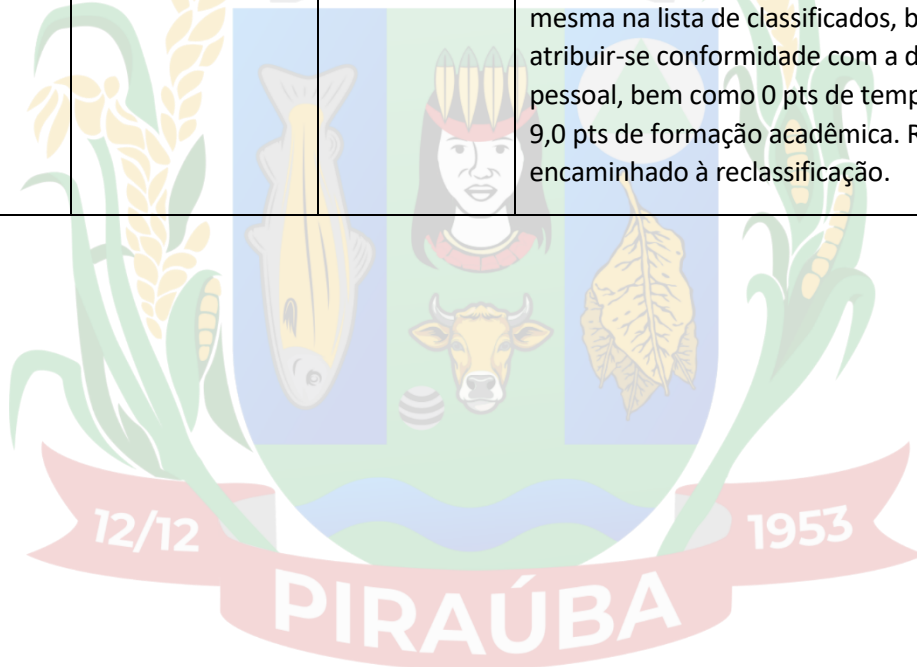 mesma na lista de classificados,
atribuir-se conformidade com a
pessoal, bem como 0 pts de
9,0 pts de formação acadêmica.
encaminhado à reclassificação.
12/12
1953
PIRAÚBA